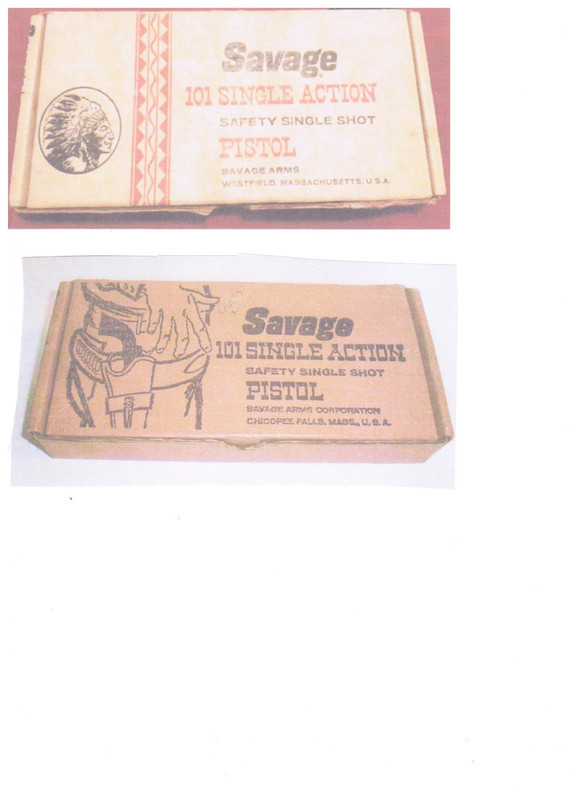 Savage
101 SINGLE ACTION
SAFETY SINGLE SHOT
PISTOL
SAVAGE ARMS
WESTFIELD, MASSACHUSETTS, U.S.A.
Savage
101 SINGLE ACTION
SAFETY SINGLE SHOT
PISTOL
SAVAGE ARMS CORPORATION
CHICOPEE FALLS, MASS., U.S.A.